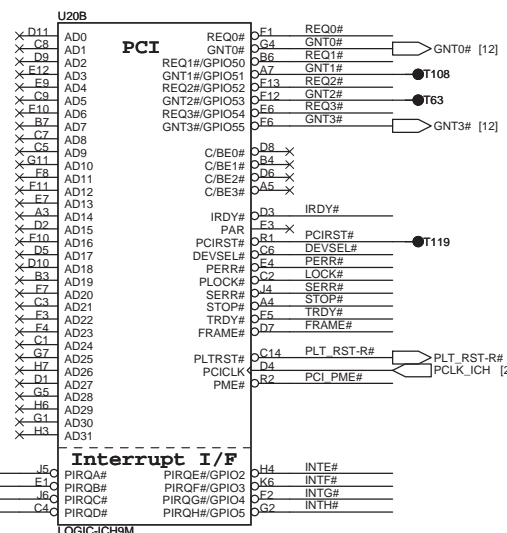 U20B
PCI
D11 AD0 REQ0# F1 REQ0#
C8 AD1 GNT0# G4 GNT0# GNT0# [12]
D9 AD2 REQ1#/GPIO50 B6 REQ1#
E12 AD3 GNT1#/GPIO51 A7 GNT1# T108
E9 AD4 REQ2#/GPIO52 F13 REQ2#
C9 AD5 GNT2#/GPIO53 F12 GNT2# T63
E10 AD6 REQ3#/GPIO54 E6 REQ3#
B7 AD7 GNT3#/GPIO55 F6 GNT3# GNT3# [12]
C7 AD8
C5 AD9 C/BE0# D8
G11 AD10 C/BE1# B4
F8 AD11 C/BE2# D6
F11 AD12 C/BE3# A5
E7 AD13
A3 AD14 IRDY# D3 IRDY#
D2 AD15 PAR E3
F10 AD16 PCIRST# R1 PCIRST# T119
D5 AD17 DEVSEL# C6 DEVSEL#
D10 AD18 PERR# E4 PERR#
B3 AD19 PLOCK# C2 LOCK#
F7 AD20 SERR# J4 SERR#
C3 AD21 STOP# A4 STOP#
F3 AD22 TRDY# F5 TRDY#
F4 AD23 FRAME# D7 FRAME#
C1 AD24
G7 AD25 PLTRST# C14 PLT_RST-R# PLT_RST-R#
H7 AD26 PCICLK D4 PCLK_ICH [2
D1 AD27 PME# R2 PCI_PME#
G5 AD28
H6 AD29
G1 AD30
H3 AD31
Interrupt I/F
J5 PIRQA# PIRQE#/GPIO2 H4 INTE#
E1 PIRQB# PIRQF#/GPIO3 K6 INTF#
J6 PIRQC# PIRQG#/GPIO4 F2 INTG#
C4 PIRQD# PIRQH#/GPIO5 G2 INTH#
LOGIC-ICH9M